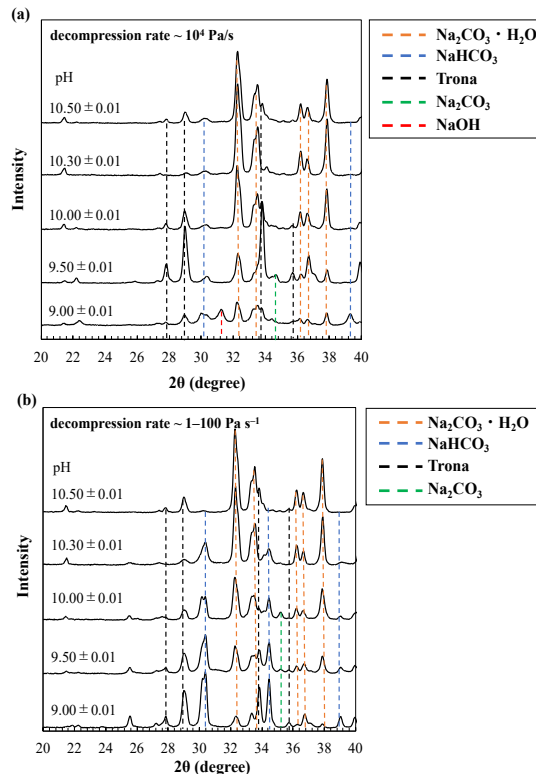 (a)
decompression rate ~ 10⁴ Pa/s
pH
10.50 ± 0.01
10.30 ± 0.01
10.00 ± 0.01
9.50 ± 0.01
9.00 ± 0.01
Intensity
20 22 24 26 28 30 32 34 36 38 40
2θ (degree)
Na₂CO₃・H₂O
NaHCO₃
Trona
Na₂CO₃
NaOH
(b)
decompression rate ~ 1–100 Pa s⁻¹
pH
10.50 ± 0.01
10.30 ± 0.01
10.00 ± 0.01
9.50 ± 0.01
9.00 ± 0.01
Intensity
20 22 24 26 28 30 32 34 36 38 40
2θ (degree)
Na₂CO₃・H₂O
NaHCO₃
Trona
Na₂CO₃